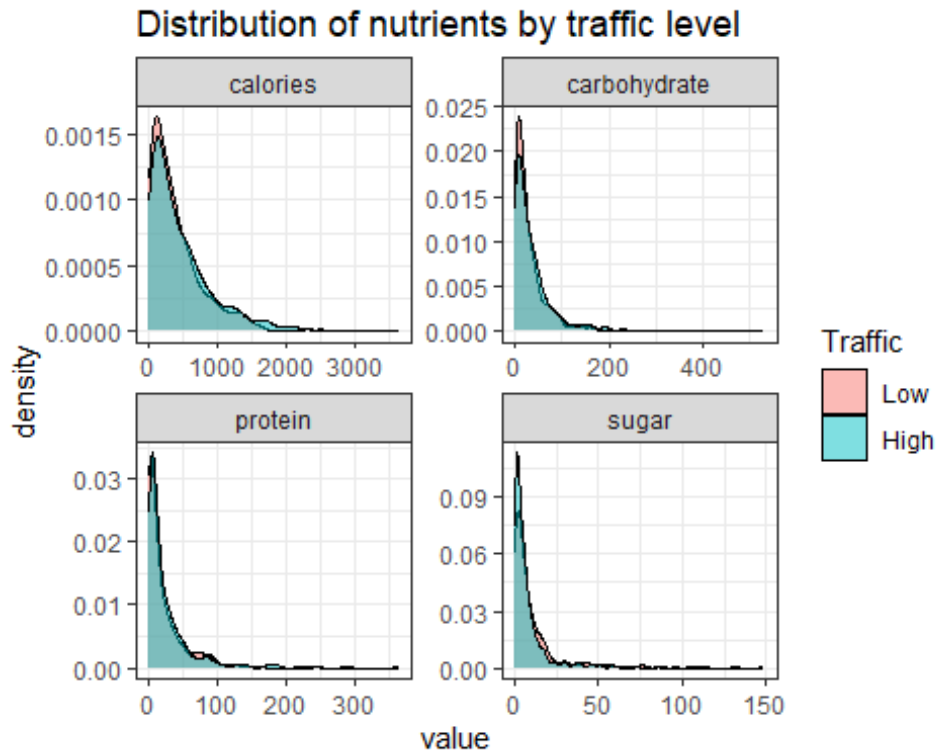 Distribution of nutrients by traffic level
calories
carbohydrate
0.0015
0.0010
0.0005
0.0000
0.025
0.020
0.015
0.010
0.005
0.000
0 1000 2000 3000
0 200 400
protein
sugar
0.03
0.02
0.01
0.00
0.09
0.06
0.03
0.00
0 100 200 300
0 50 100 150
density
value
Traffic
Low
High